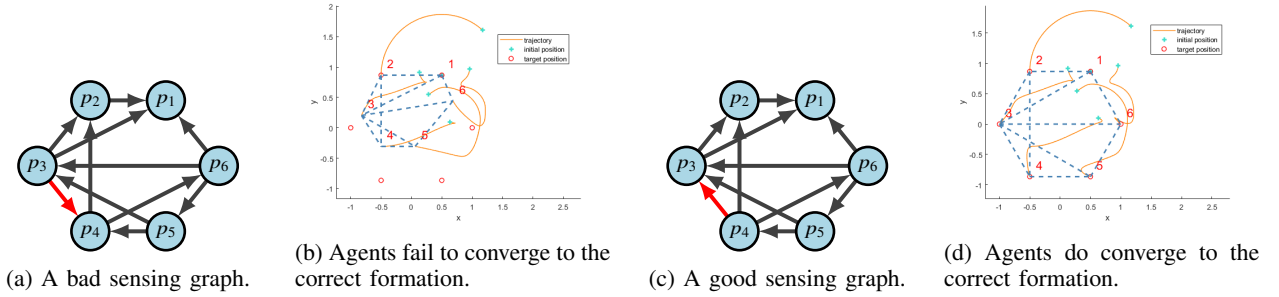 p2
p1
p3
p6
p4
p5
(a) A bad sensing graph.
2
1.5
1
0.5
0
-0.5
-1
y
-1
-0.5
0
0.5
1
1.5
2
2.5
x
trajectory
initial position
target position
2
1
3
6
4
5
(b) Agents fail to converge to the
correct formation.
p2
p1
p3
p6
p4
p5
(c) A good sensing graph.
1.5
1
0.5
0
-0.5
-1
y
-1
-0.5
0
0.5
1
1.5
2
2.5
x
trajectory
initial position
target position
2
1
3
6
4
5
(d) Agents do converge to the
correct formation.